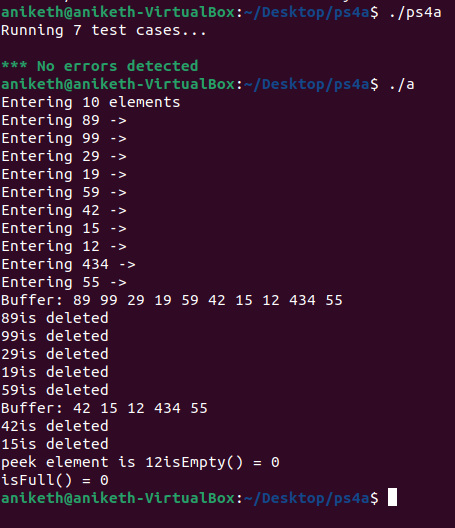 aniketh@aniketh-VirtualBox:~/Desktop/ps4a$ ./ps4a
Running 7 test cases...
*** No errors detected
aniketh@aniketh-VirtualBox:~/Desktop/ps4a$ ./a
Entering 10 elements
Entering 89 ->
Entering 99 ->
Entering 29 ->
Entering 19 ->
Entering 59 ->
Entering 42 ->
Entering 15 ->
Entering 12 ->
Entering 434 ->
Entering 55 ->
Buffer: 89 99 29 19 59 42 15 12 434 55
89is deleted
99is deleted
29is deleted
19is deleted
59is deleted
Buffer: 42 15 12 434 55
42is deleted
15is deleted
peek element is 12isEmpty() = 0
isFull() = 0
aniketh@aniketh-VirtualBox:~/Desktop/ps4a$